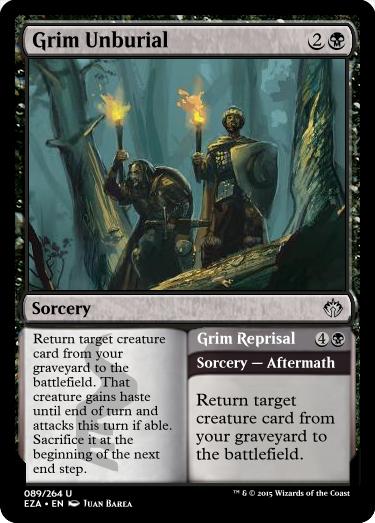 Grim Unburial 2
Sorcery
Return target creature
card from your
graveyard to the
battlefield. That
creature gains haste
until end of turn and
attacks this turn if able.
Sacrifice it at the
beginning of the next
end step.
Grim Reprisal 4
Sorcery — Aftermath
Return target
creature card from
your graveyard to
the battlefield.
089/264 U
EZA • EN Juan Barea
™ & © 2015 Wizards of the Coast